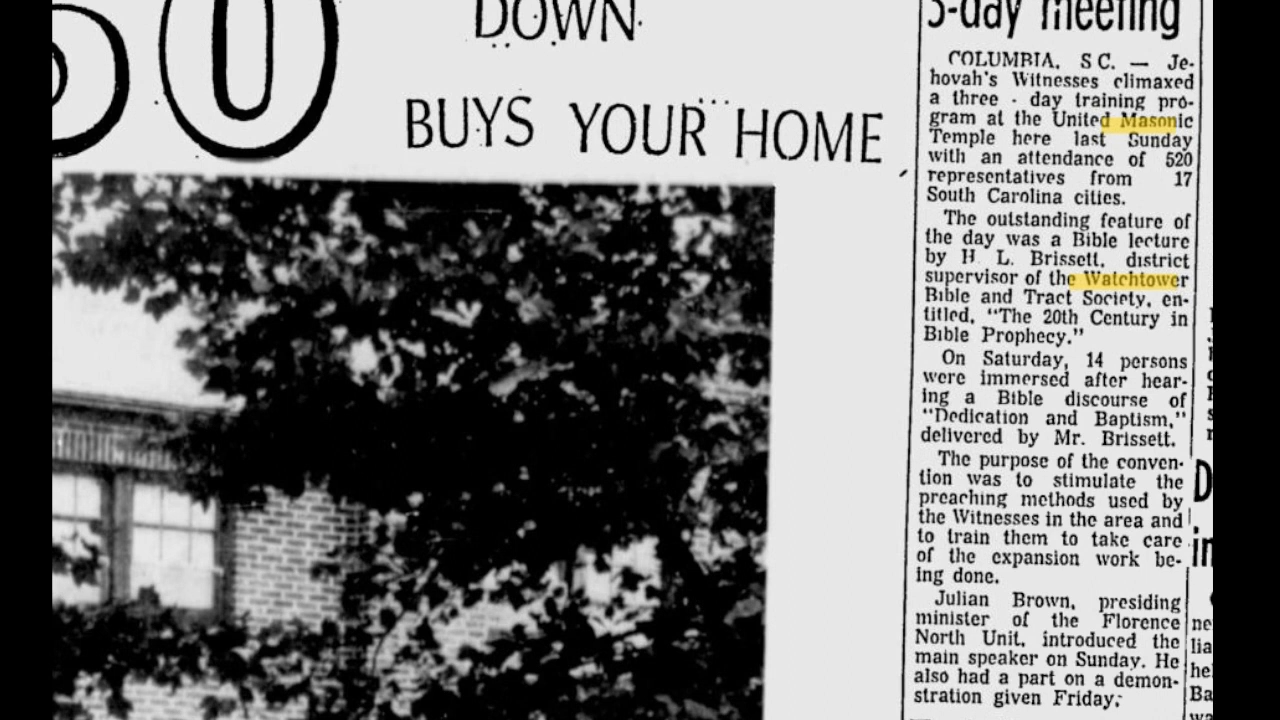 50
DOWN
BUYS YOUR HOME
3-day meeting
COLUMBIA, S C. — Je-
hovah's Witnesses climaxed
a three - day training pro-
gram at the United Masonic
Temple here last Sunday
with an attendance of 520
representatives from 17
South Carolina cities.
The outstanding feature of
the day was a Bible lecture
by H L. Brissett, district
supervisor of the Watchtower
Bible and Tract Society, en-
titled, "The 20th Century in
Bible Prophecy."
On Saturday, 14 persons
were immersed after hear-
ing a Bible discourse of
"Dedication and Baptism,"
delivered by Mr. Brissett.
The purpose of the conven-
tion was to stimulate the
preaching methods used by
the Witnesses in the area and
to train them to take care
of the expansion work be-
ing done.
Julian Brown, presiding
minister of the Florence
North Unit, introduced the
main speaker on Sunday. He
also had a part on a demon-
stration given Friday.